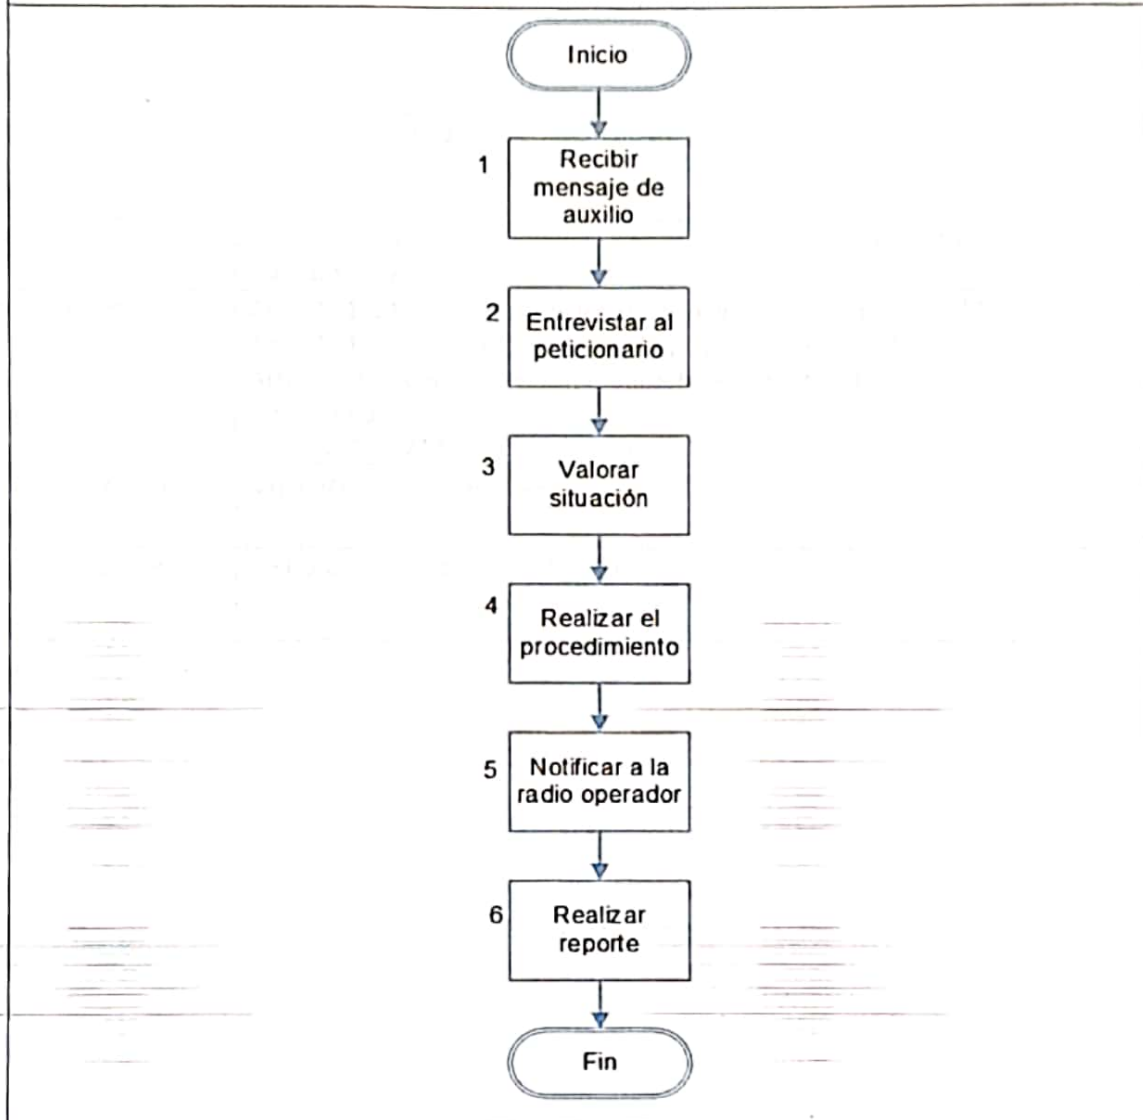 Inicio
1
Recibir
mensaje de
auxilio
2
Entrevistar al
peticionario
3
Valorar
situación
4
Realizar el
procedimiento
5
Notificar a la
radio operador
6
Realizar
reporte
Fin